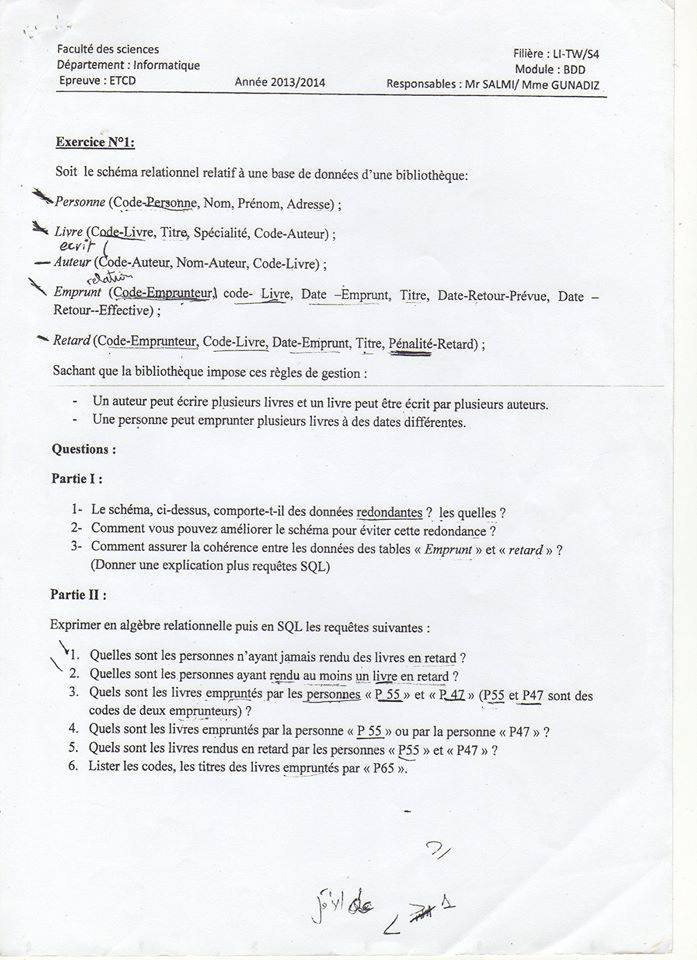 Faculté des sciences
Filière : LI-TW/S4
Département : Informatique
Module : BDD
Epreuve : ETCD
Année 2013/2014
Responsables : Mr SALMI/ Mme GUNADIZ
Exercice N°1:
Soit le schéma relationnel relatif à une base de données d'une bibliothèque:
Personne (Code-Personne, Nom, Prénom, Adresse) ;
Livre (Code-Livre, Titre, Spécialité, Code-Auteur) ;
ecrit (
Auteur (Code-Auteur, Nom-Auteur, Code-Livre) ;
relation
Emprunt (Code-Emprunteur, code- Livre, Date –Emprunt, Titre, Date-Retour-Prévue, Date –
Retour--Effective) ;
Retard (Code-Emprunteur, Code-Livre, Date-Emprunt, Titre, Pénalité-Retard) ;
Sachant que la bibliothèque impose ces règles de gestion :
- Un auteur peut écrire plusieurs livres et un livre peut être écrit par plusieurs auteurs.
- Une personne peut emprunter plusieurs livres à des dates différentes.
Questions :
Partie I :
1- Le schéma, ci-dessus, comporte-t-il des données redondantes ? les quelles ?
2- Comment vous pouvez améliorer le schéma pour éviter cette redondance ?
3- Comment assurer la cohérence entre les données des tables « Emprunt » et « retard » ?
(Donner une explication plus requêtes SQL)
Partie II :
Exprimer en algèbre relationnelle puis en SQL les requêtes suivantes :
1. Quelles sont les personnes n'ayant jamais rendu des livres en retard ?
2. Quelles sont les personnes ayant rendu au moins un livre en retard ?
3. Quels sont les livres empruntés par les personnes « P 55 » et « P 47 » (P55 et P47 sont des
codes de deux emprunteurs) ?
4. Quels sont les livres empruntés par la personne « P 55 » ou par la personne « P47 » ?
5. Quels sont les livres rendus en retard par les personnes « P55 » et « P47 » ?
6. Lister les codes, les titres des livres empruntés par « P65 ».